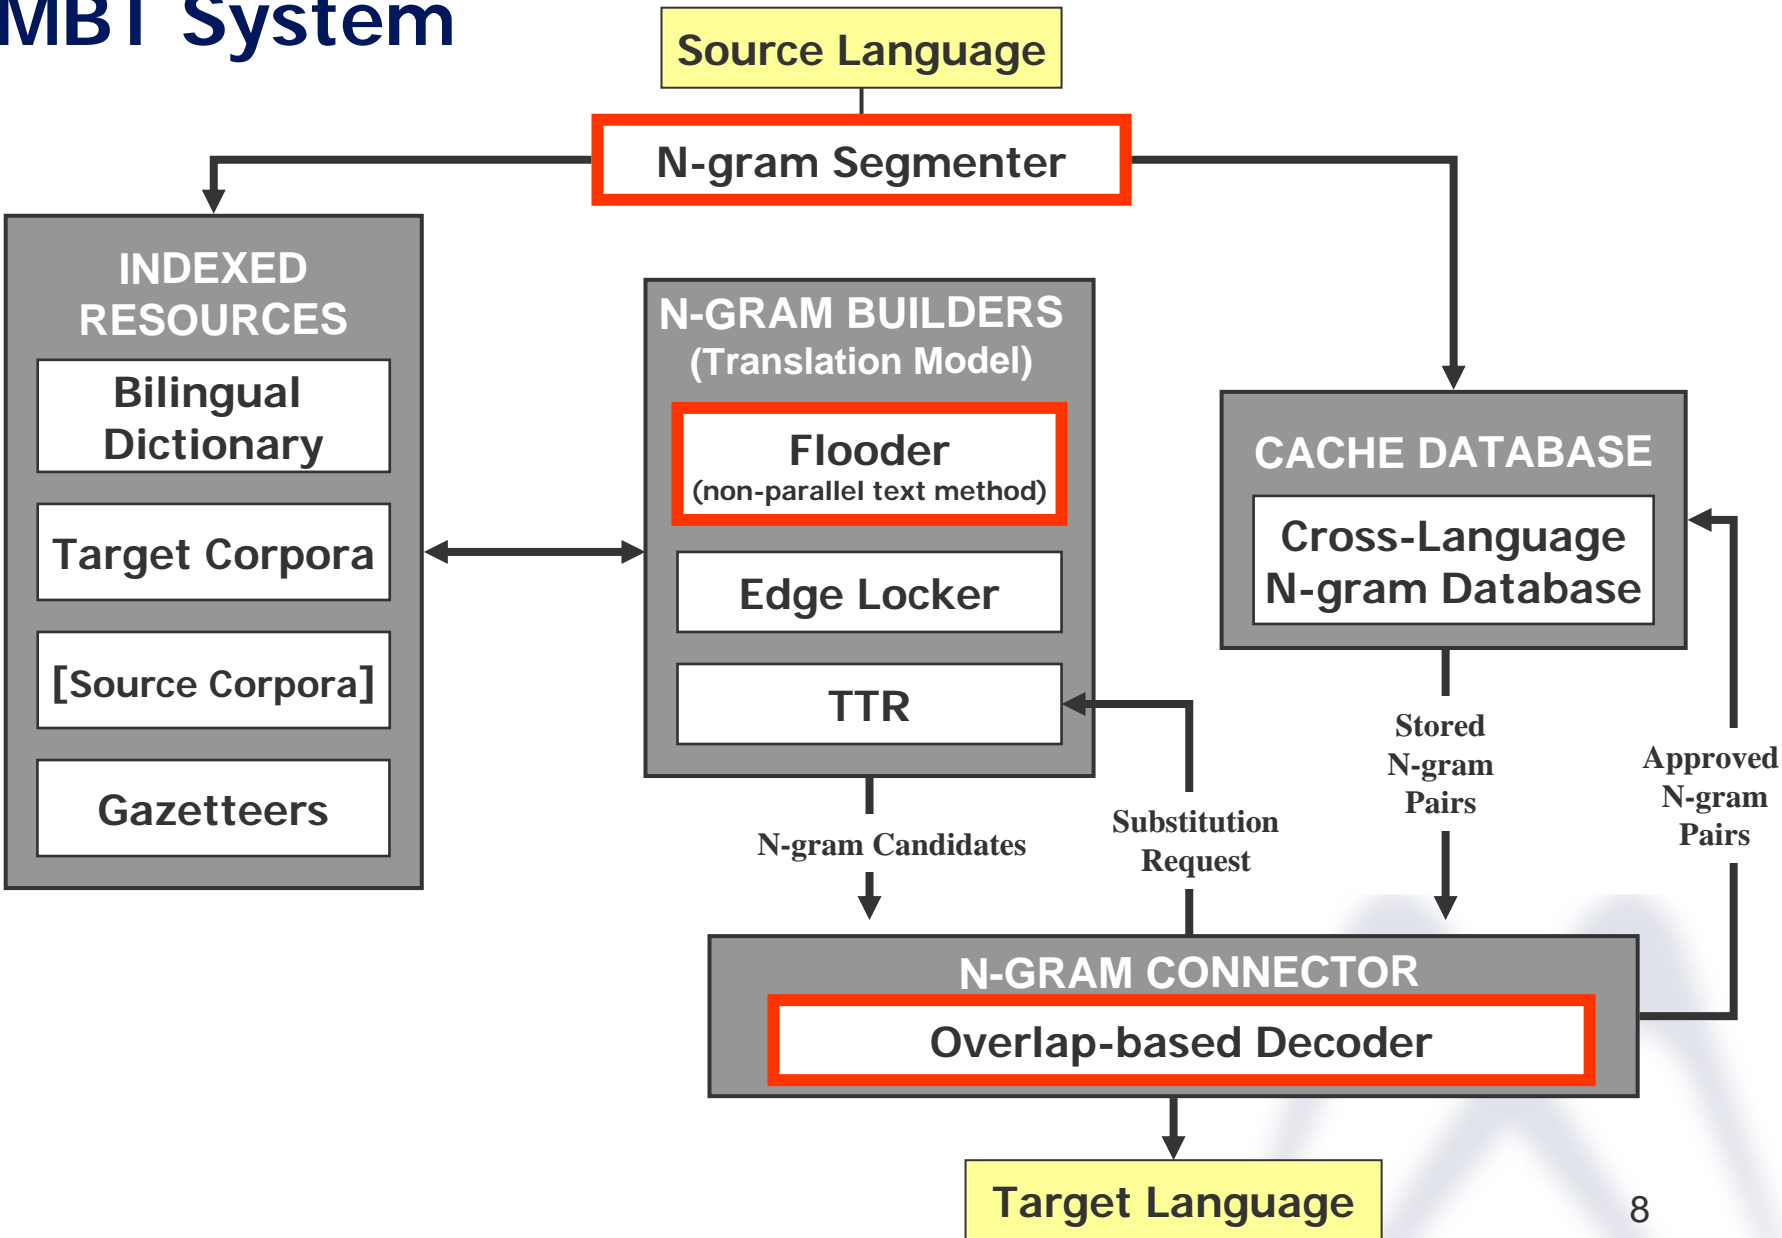 MBT System
Source Language
N-gram Segmenter
INDEXED
RESOURCES
Bilingual
Dictionary
Target Corpora
[Source Corpora]
Gazetteers
N-GRAM BUILDERS
(Translation Model)
Flooder
(non-parallel text method)
Edge Locker
TTR
CACHE DATABASE
Cross-Language
N-gram Database
N-gram Candidates
Substitution
Request
Stored
N-gram
Pairs
Approved
N-gram
Pairs
N-GRAM CONNECTOR
Overlap-based Decoder
Target Language
8